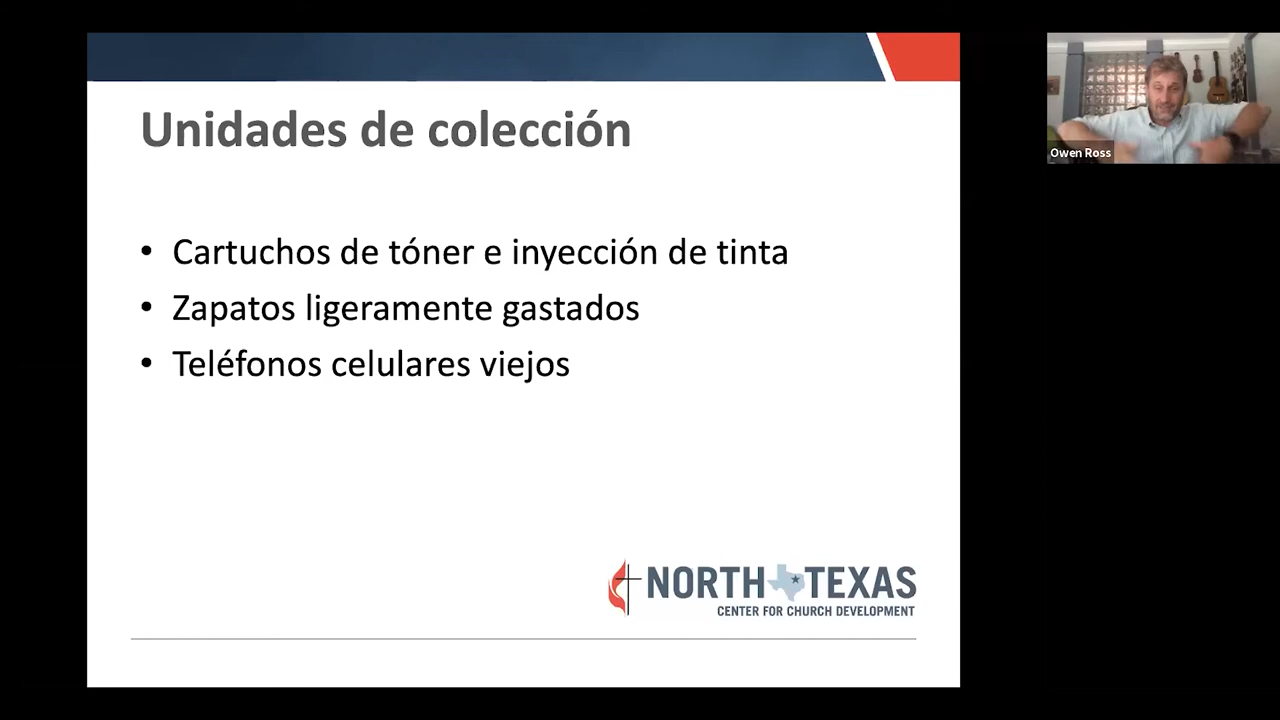 Unidades de colección
• Cartuchos de tóner e inyección de tinta
• Zapatos ligeramente gastados
• Teléfonos celulares viejos
NORTH TEXAS
CENTER FOR CHURCH DEVELOPMENT
Owen Ross